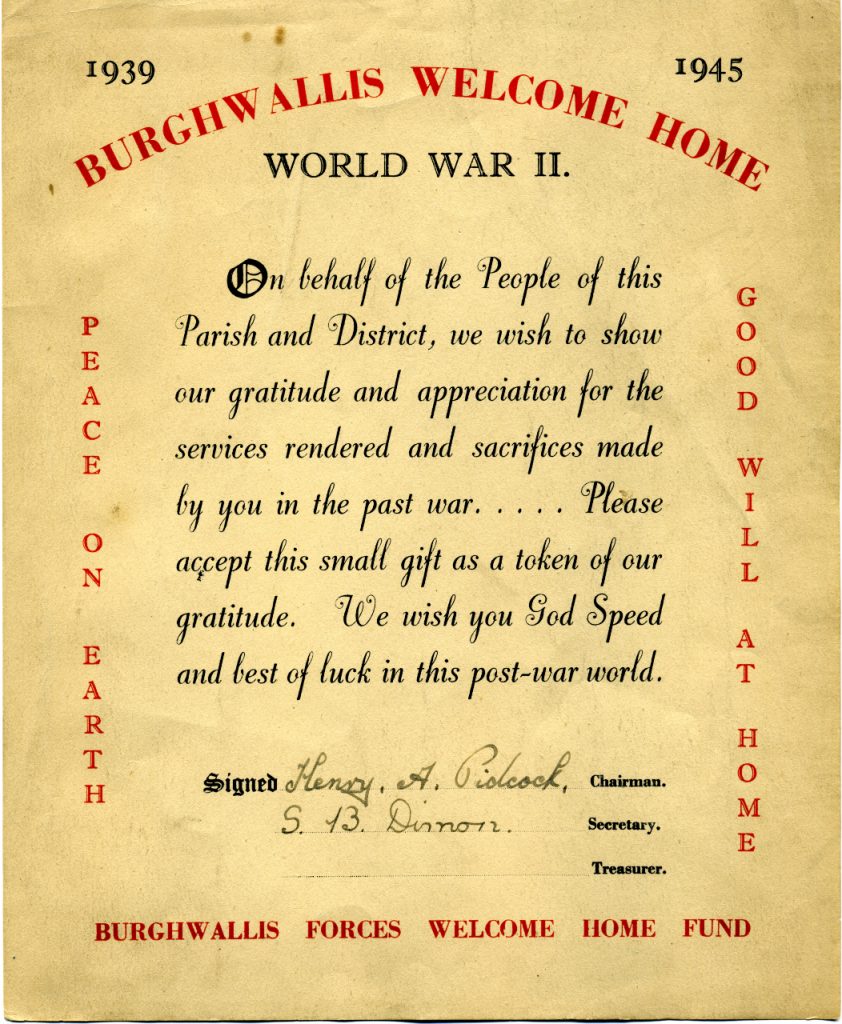 1939
1945
BURGHWALLIS WELCOME HOME
WORLD WAR II.
On behalf of the People of this
Parish and District, we wish to show
our gratitude and appreciation for the
services rendered and sacrifices made
by you in the past war. . . . . Please
accept this small gift as a token of our
gratitude. We wish you God Speed
and best of luck in this post-war world.
PEACE ON EARTH
GOOD WILL AT HOME
Signed Henry. A. Pidcock, Chairman.
S. B. Dimon. Secretary.
Treasurer.
BURGHWALLIS FORCES WELCOME HOME FUND